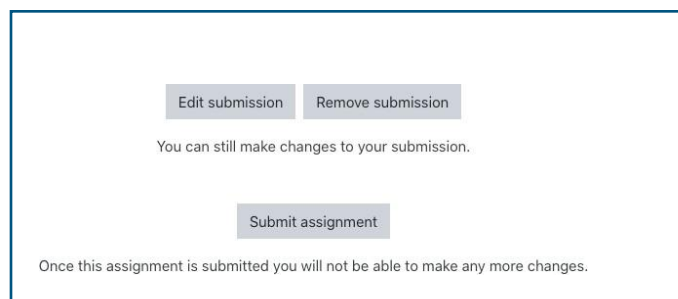 Edit submission Remove submission
You can still make changes to your submission.
Submit assignment
Once this assignment is submitted you will not be able to make any more changes.